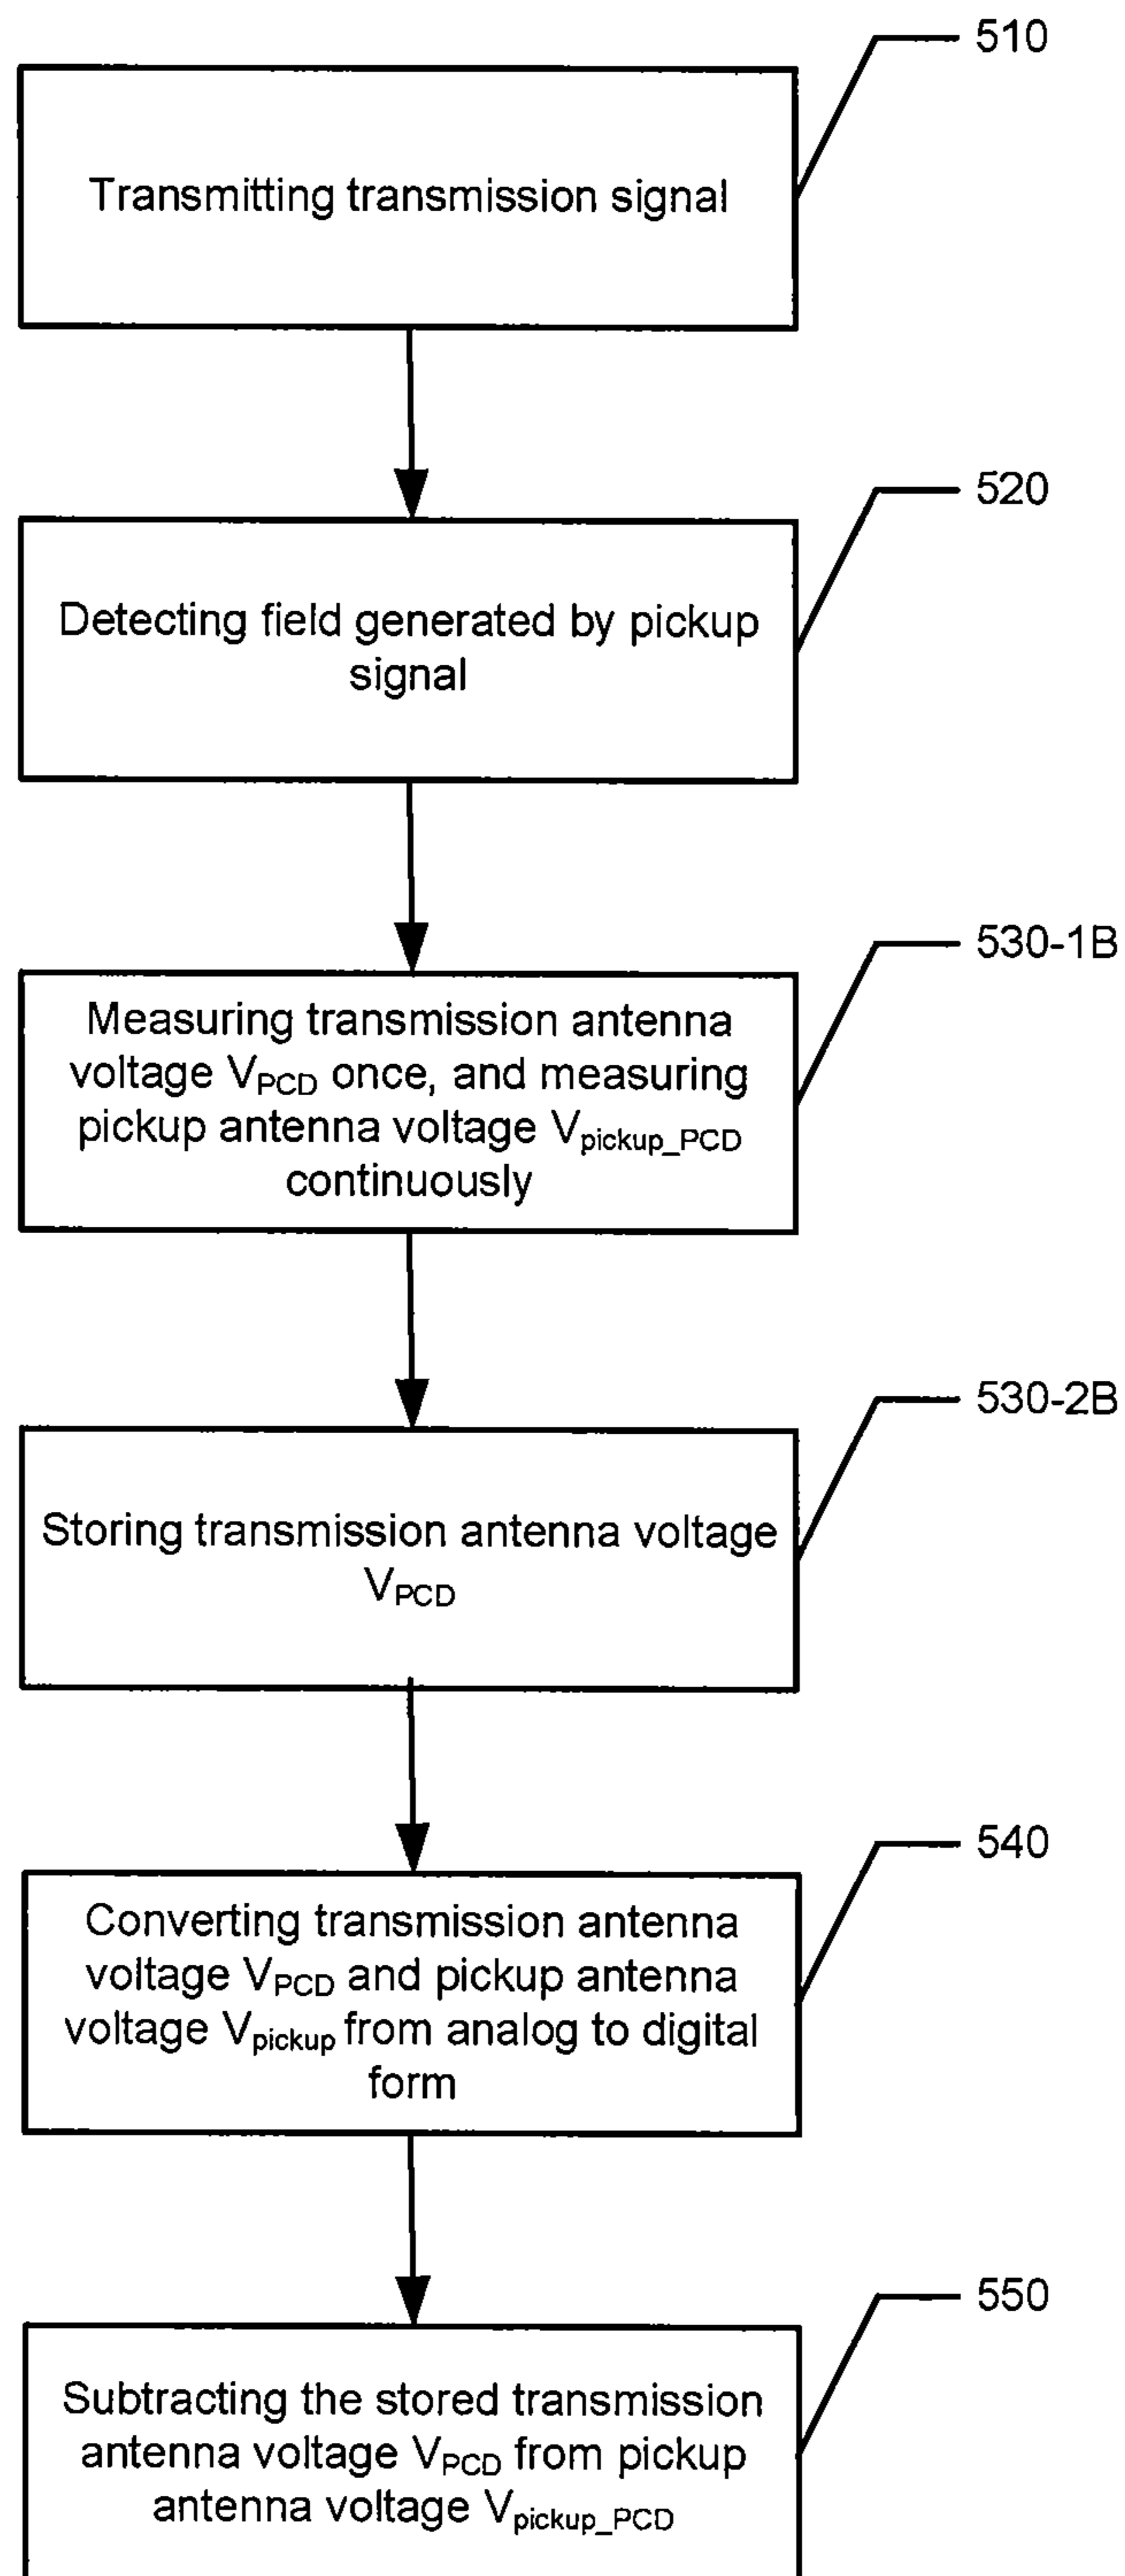 510
Transmitting transmission signal
520
Detecting field generated by pickup
signal
530-1B
Measuring transmission antenna
voltage VPCD once, and measuring
pickup antenna voltage Vpickup_PCD
continuously
530-2B
Storing transmission antenna voltage
VPCD
540
Converting transmission antenna
voltage VPCD and pickup antenna
voltage Vpickup from analog to digital
form
550
Subtracting the stored transmission
antenna voltage VPCD from pickup
antenna voltage Vpickup_PCD